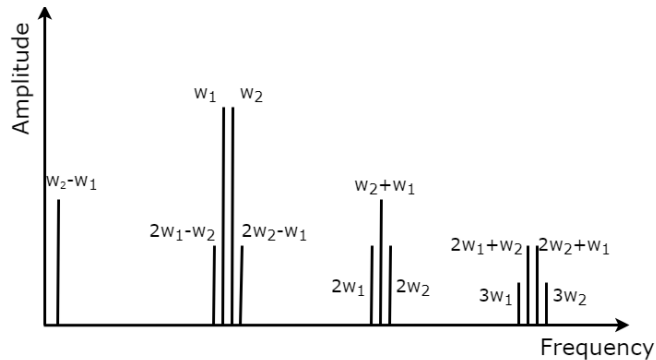 Amplitude
w₂-w₁
w₁
w₂
2w₁-w₂
2w₂-w₁
w₂+w₁
2w₁
2w₂
2w₁+w₂
2w₂+w₁
3w₁
3w₂
Frequency